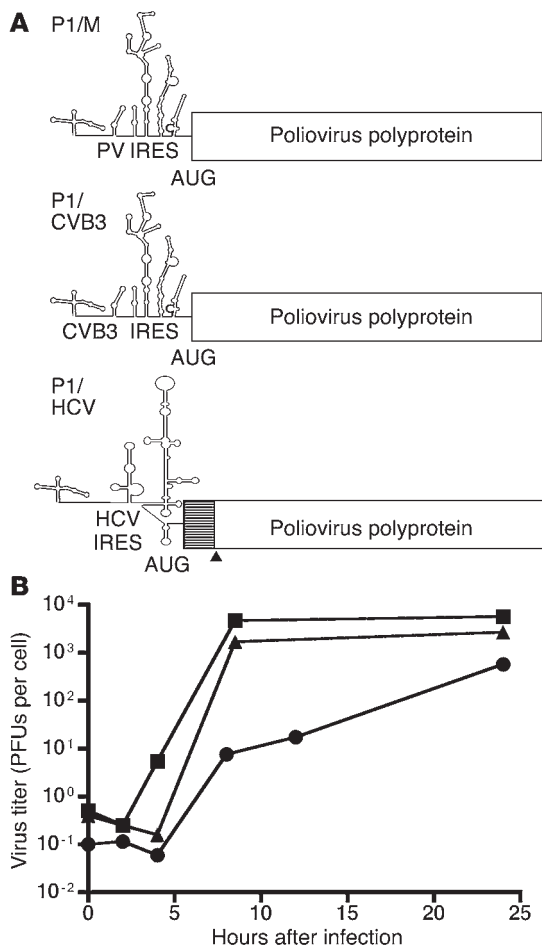 A
P1/M
PV IRES
AUG
Poliovirus polyprotein
P1/
CVB3
CVB3 IRES
AUG
Poliovirus polyprotein
P1/
HCV
HCV
IRES
AUG
Poliovirus polyprotein
B
Virus titer (PFUs per cell)
10⁴
10³
10²
10¹
10⁰
10⁻¹
10⁻²
0 5 10 15 20 25
Hours after infection